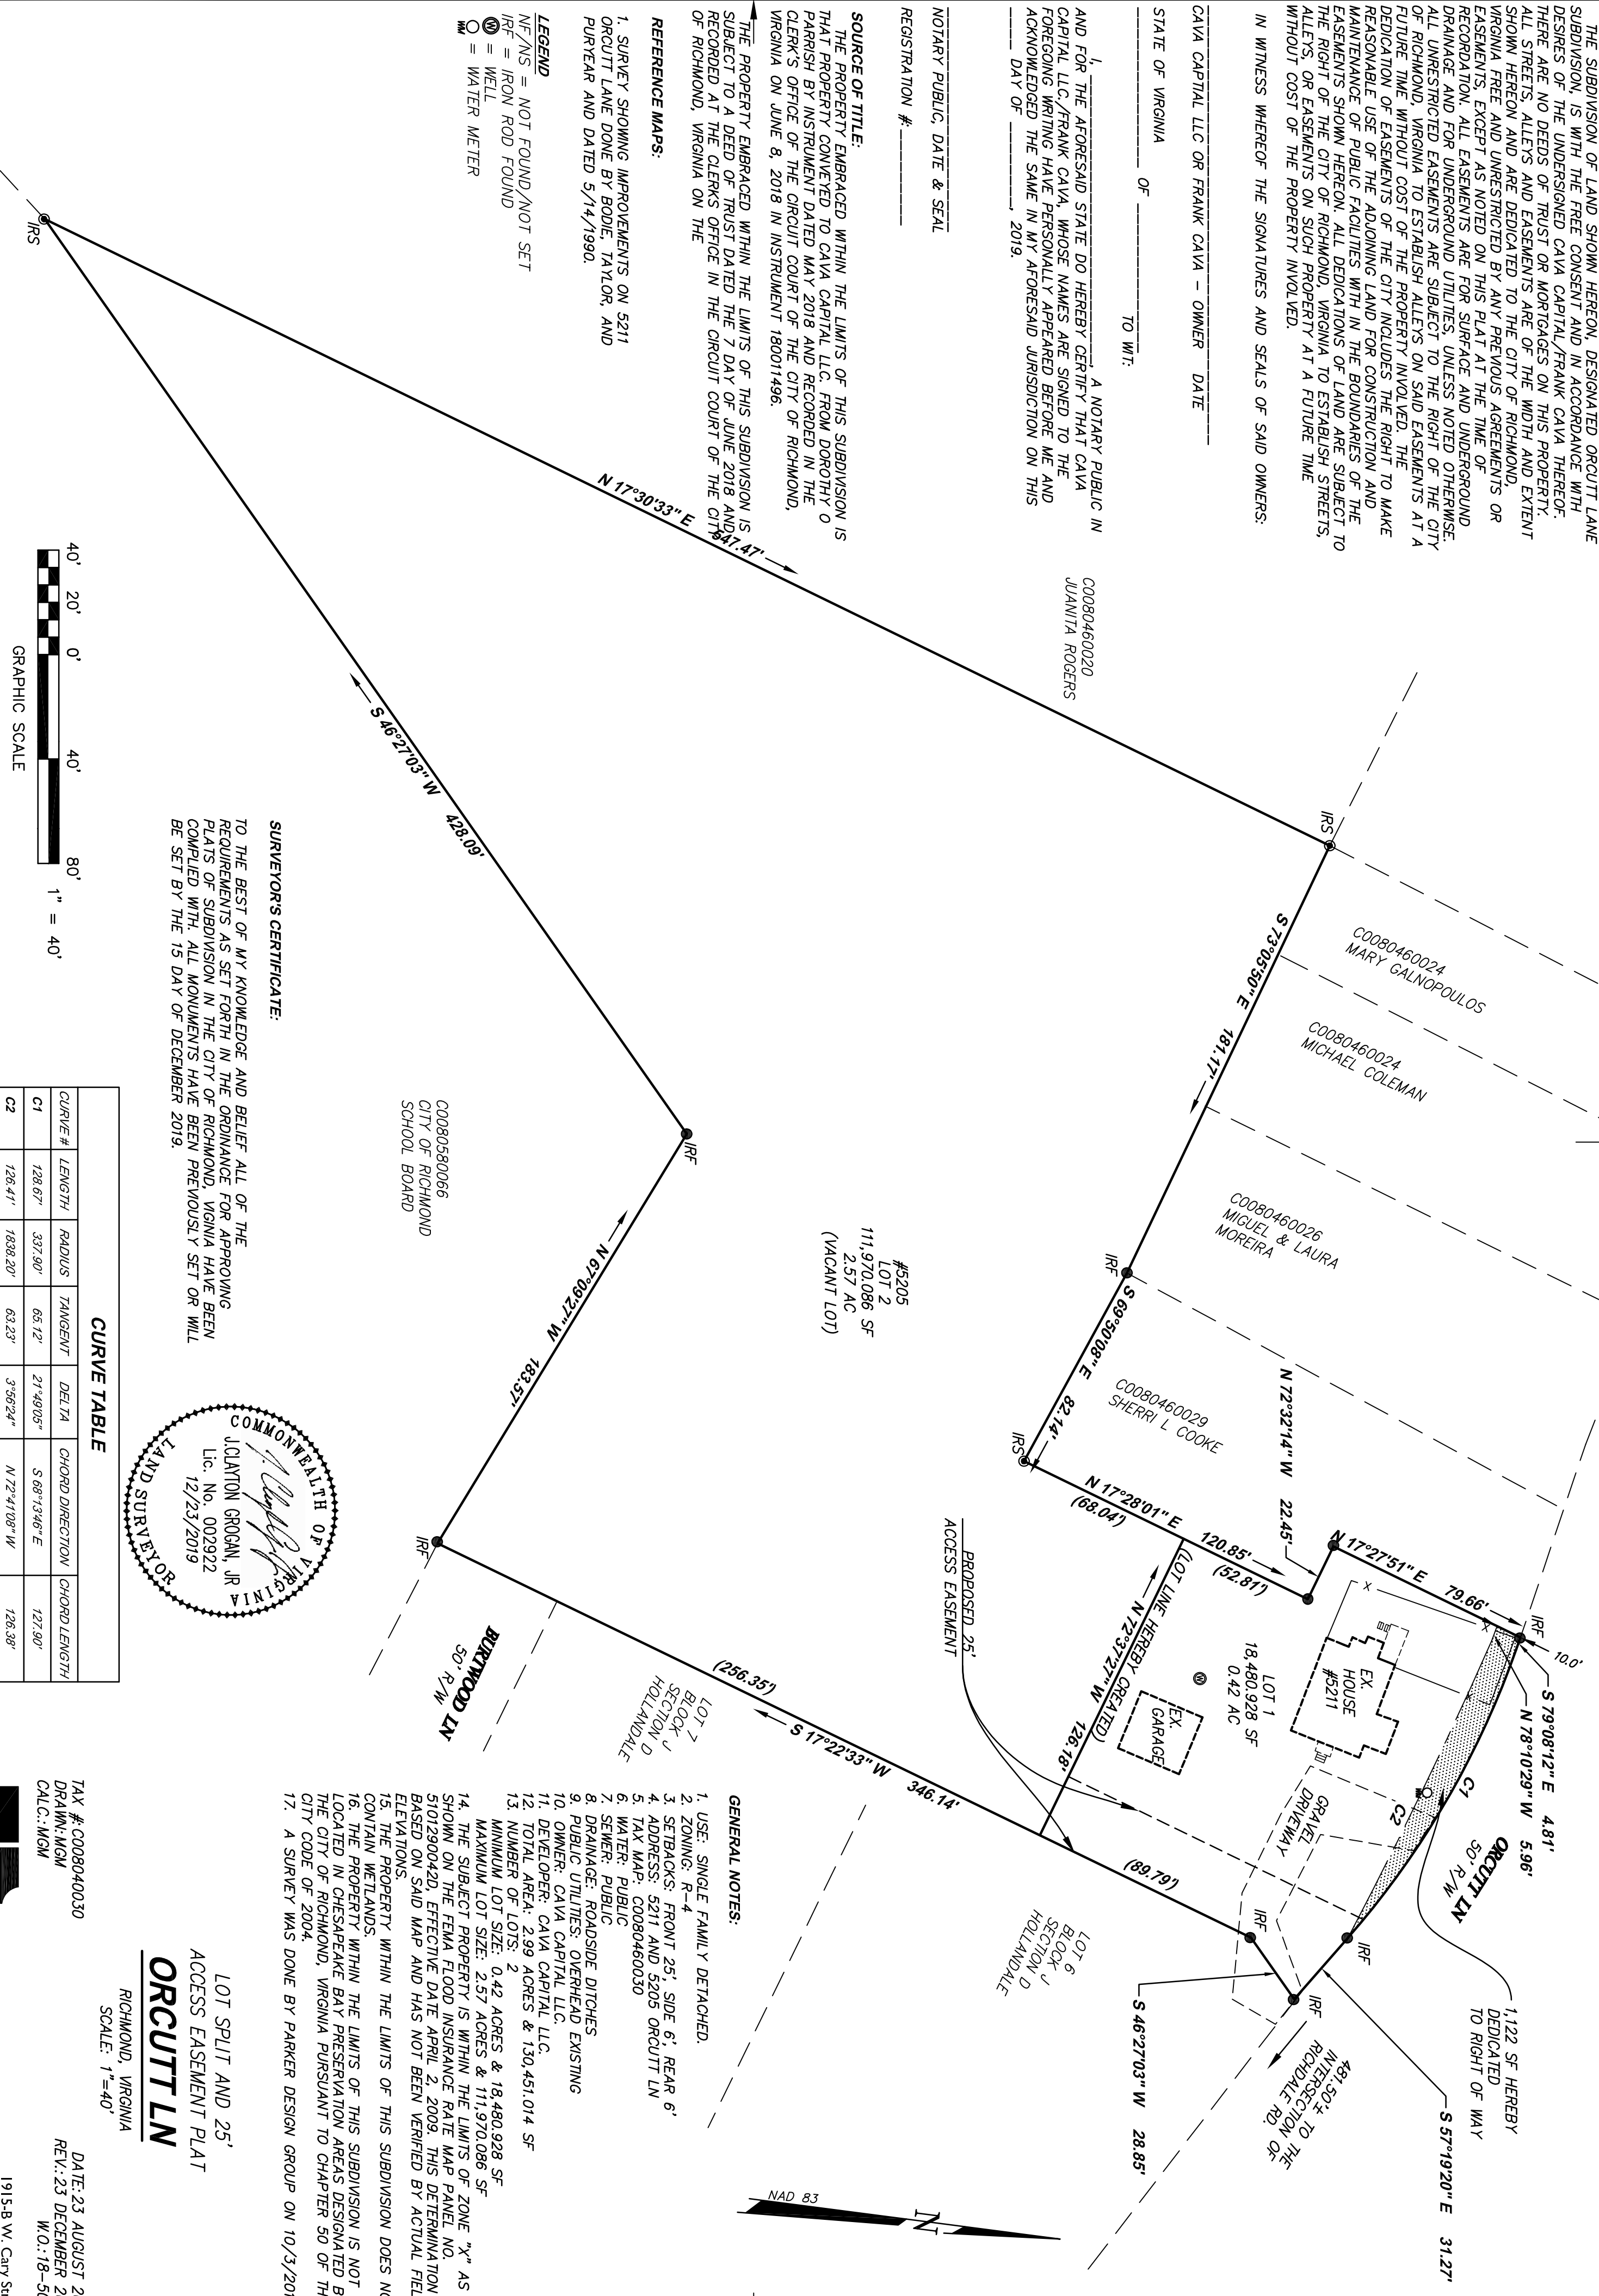 THE SUBDIVISION OF LAND SHOWN HEREON, DESIGNATED ORCUTT LANE
SUBDIVISION, IS WITH THE FREE CONSENT AND IN ACCORDANCE WITH
DESIRES OF THE UNDERSIGNED CAVA CAPITAL/FRANK CAVA THEREOF.
THERE ARE NO DEEDS OF TRUST OR MORTGAGES ON THIS PROPERTY.
ALL STREETS, ALLEYS AND EASEMENTS ARE OF THE WIDTH AND EXTENT
SHOWN HEREON AND ARE DEDICATED TO THE CITY OF RICHMOND,
VIRGINIA FREE AND UNRESTRICTED BY ANY PREVIOUS AGREEMENTS OR
EASEMENTS, EXCEPT AS NOTED ON THIS PLAT AT THE TIME OF
RECORDATION. ALL EASEMENTS ARE FOR SURFACE AND UNDERGROUND
DRAINAGE AND FOR UNDERGROUND UTILITIES, UNLESS NOTED OTHERWISE.
ALL UNRESTRICTED EASEMENTS ARE SUBJECT TO THE RIGHT OF THE CITY
OF RICHMOND, VIRGINIA TO ESTABLISH ALLEYS ON SAID EASEMENTS AT A
FUTURE TIME WITHOUT COST OF THE PROPERTY INVOLVED. THE
DEDICATION OF EASEMENTS OF THE CITY INCLUDES THE RIGHT TO MAKE
REASONABLE USE OF THE ADJOINING LAND FOR CONSTRUCTION AND
MAINTENANCE OF PUBLIC FACILITIES WITH IN THE BOUNDARIES OF THE
EASEMENTS SHOWN HEREON. ALL DEDICATIONS OF LAND ARE SUBJECT TO
THE RIGHT OF THE CITY OF RICHMOND, VIRGINIA TO ESTABLISH STREETS,
ALLEYS, OR EASEMENTS ON SUCH PROPERTY AT A FUTURE TIME
WITHOUT COST OF THE PROPERTY INVOLVED.
IN WITNESS WHEREOF THE SIGNATURES AND SEALS OF SAID OWNERS:
CAVA CAPTIAL LLC OR FRANK CAVA – OWNER DATE
STATE OF VIRGINIA
OF TO WIT:
I, , A NOTARY PUBLIC IN
AND FOR THE AFORESAID STATE DO HEREBY CERTIFY THAT CAVA
CAPITAL LLC./FRANK CAVA, WHOSE NAMES ARE SIGNED TO THE
FOREGOING WRITING HAVE PERSONALLY APPEARED BEFORE ME AND
ACKNOWLEDGED THE SAME IN MY AFORESAID JURISDICTION ON THIS
DAY OF , 2019.
NOTARY PUBLIC, DATE & SEAL
REGISTRATION #:
SOURCE OF TITLE:
THE PROPERTY EMBRACED WITHIN THE LIMITS OF THIS SUBDIVISION IS
THAT PROPERTY CONVEYED TO CAVA CAPITAL LLC. FROM DOROTHY O
PARRISH BY INSTRUMENT DATED MAY 2018 AND RECORDED IN THE
CLERK'S OFFICE OF THE CIRCUIT COURT OF THE CITY OF RICHMOND,
VIRGINIA ON JUNE 8, 2018 IN INSTRUMENT 180011496.
THE PROPERTY EMBRACED WITHIN THE LIMITS OF THIS SUBDIVISION IS
SUBJECT TO A DEED OF TRUST DATED THE 7 DAY OF JUNE 2018 AND
RECORDED AT THE CLERKS OFFICE IN THE CIRCUIT COURT OF THE CITY
OF RICHMOND, VIRGINIA ON THE
REFERENCE MAPS:
1. SURVEY SHOWING IMPROVEMENTS ON 5211
ORCUTT LANE DONE BY BODIE, TAYLOR, AND
PURYEAR AND DATED 5/14/1990.
LEGEND
NF/NS = NOT FOUND/NOT SET
IRF = IRON ROD FOUND
W = WELL
WM = WATER METER
IRS
N 17°30'33" E
547.47'
C0080460020
JUANITA ROGERS
IRS
C0080460024
MARY GALNOPOULOS
C0080460024
MICHAEL COLEMAN
C0080460026
MIGUEL & LAURA
MOREIRA
C0080460029
SHERRI L COOKE
S 73°05'50" E 181.17'
IRF
S 69°50'08" E 82.14'
IRS
N 17°28'01" E
120.85'
(68.04')
(52.81')
N 72°32'14" W 22.45'
N 17°27'51" E 79.66'
IRF
10.0'
S 79°08'12" E 4.81'
N 78°10'29" W 5.96'
ORCUTT LN
50' R/W
C1
C2
1,122 SF HEREBY
DEDICATED
TO RIGHT OF WAY
S 57°19'20" E 31.27'
EX.
HOUSE
#5211
X
X
WM
LOT 1
18,480.928 SF
0.42 AC
W
EX.
GARAGE
GRAVEL
DRIVEWAY
IRF
IRF
IRF
481.50'± TO THE
INTERSECTION OF
RICHDALE RD.
S 46°27'03" W 28.85'
PROPOSED 25'
ACCESS EASEMENT
(LOT LINE HEREBY CREATED)
N 72°37'27" W 126.18'
(89.79')
S 17°22'33" W 346.14'
(256.35')
LOT 6
BLOCK J
SECTION D
HOLLANDALE
LOT 7
BLOCK J
SECTION D
HOLLANDALE
BURTWOOD LN
50' R/W
#5205
LOT 2
111,970.086 SF
2.57 AC
(VACANT LOT)
IRF
N 67°09'27" W 183.57'
IRF
S 46°27'03" W 428.09'
C0080580066
CITY OF RICHMOND
SCHOOL BOARD
NAD 83
N
40' 20' 0' 40' 80'
GRAPHIC SCALE
1" = 40'
SURVEYOR'S CERTIFICATE:
TO THE BEST OF MY KNOWLEDGE AND BELIEF ALL OF THE
REQUIREMENTS AS SET FORTH IN THE ORDINANCE FOR APPROVING
PLATS OF SUBDIVISION IN THE CITY OF RICHMOND, VIGINIA HAVE BEEN
COMPLIED WITH. ALL MONUMENTS HAVE BEEN PREVIOUSLY SET OR WILL
BE SET BY THE 15 DAY OF DECEMBER 2019.
COMMONWEALTH OF VIRGINIA
J.CLAYTON GROGAN, JR
Lic. No. 002922
12/23/2019
LAND SURVEYOR
CURVE TABLE
CURVE # LENGTH RADIUS TANGENT DELTA CHORD DIRECTION CHORD LENGTH
C1 128.67' 337.90' 65.12' 21°49'05" S 68°13'46" E 127.90'
C2 126.41' 1838.20' 63.23' 3°56'24" N 72°41'08" W 126.38'
GENERAL NOTES:
1. USE: SINGLE FAMILY DETACHED.
2. ZONING: R–4
3. SETBACKS: FRONT 25', SIDE 6', REAR 6'
4. ADDRESS: 5211 AND 5205 ORCUTT LN
5. TAX MAP: C0080460030
6. WATER: PUBLIC
7. SEWER: PUBLIC
8. DRAINAGE: ROADSIDE DITCHES
9. PUBLIC UTILITIES: OVERHEAD EXISTING
10. OWNER: CAVA CAPITAL LLC.
11. DEVELOPER: CAVA CAPITAL LLC.
12. TOTAL AREA: 2.99 ACRES & 130,451.014 SF
13. NUMBER OF LOTS: 2
MINIMUM LOT SIZE: 0.42 ACRES & 18,480.928 SF
MAXIMUM LOT SIZE: 2.57 ACRES & 111,970.086 SF
14. THE SUBJECT PROPERTY IS WITHIN THE LIMITS OF ZONE "X" AS
SHOWN ON THE FEMA FLOOD INSURANCE RATE MAP PANEL NO.
5101290042D, EFFECTIVE DATE APRIL 2, 2009. THIS DETERMINATION
BASED ON SAID MAP AND HAS NOT BEEN VERIFIED BY ACTUAL FIEL
ELEVATIONS.
15. THE PROPERTY WITHIN THE LIMITS OF THIS SUBDIVISION DOES NO
CONTAIN WETLANDS.
16. THE PROPERTY WITHIN THE LIMITS OF THIS SUBDIVISION IS NOT
LOCATED IN CHESAPEAKE BAY PRESERVATION AREAS DESIGNATED B
THE CITY OF RICHMOND, VIRGINIA PURSUANT TO CHAPTER 50 OF TH
CITY CODE OF 2004.
17. A SURVEY WAS DONE BY PARKER DESIGN GROUP ON 10/3/201
LOT SPLIT AND 25'
ACCESS EASEMENT PLAT
ORCUTT LN
RICHMOND, VIRGINIA
SCALE: 1"=40'
TAX #:C0080040030
DRAWN:MGM
CALC.:MGM
DATE:23 AUGUST 2
REV.:23 DECEMBER 2
W.O.:18–50
1915-B W. Cary Str